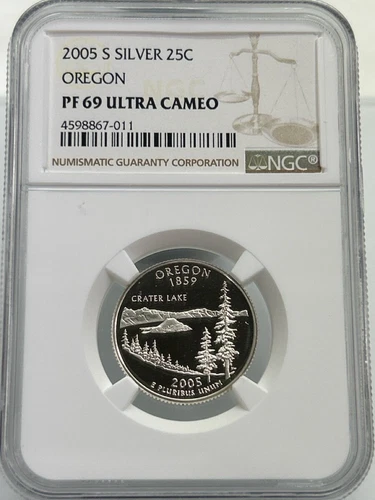 2005 S SILVER 25C
OREGON
PF 69 ULTRA CAMEO
4598867-011
NUMISMATIC GUARANTY CORPORATION
NGC®
NGC
OREGON
1859
CRATER LAKE
2005
E PLURIBUS UNUM